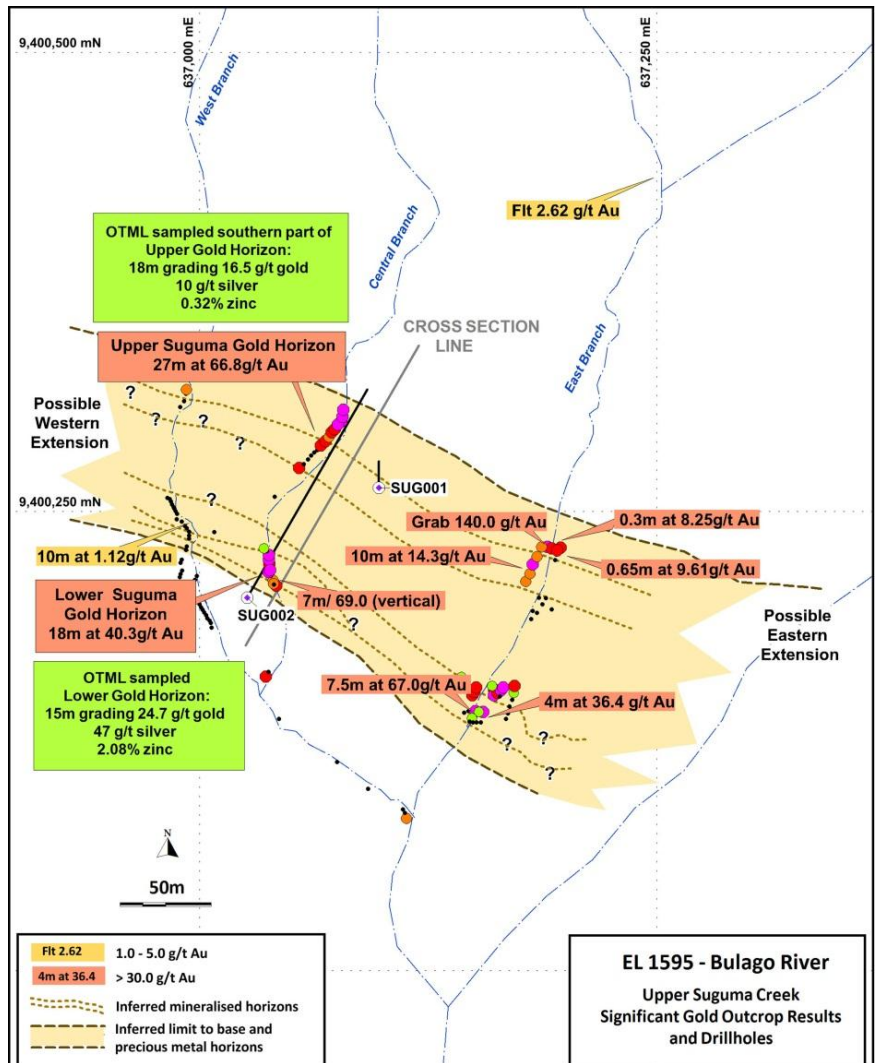 9,400,500 mN
637,000 mE
637,250 mE
West Branch
Central Branch
East Branch
Flt 2.62 g/t Au
OTML sampled southern part of
Upper Gold Horizon:
18m grading 16.5 g/t gold
10 g/t silver
0.32% zinc
CROSS SECTION
LINE
Upper Suguma Gold Horizon
27m at 66.8g/t Au
Possible
Western
Extension
?
?
?
?
?
SUG001
9,400,250 mN
Grab 140.0 g/t Au
0.3m at 8.25g/t Au
10m at 1.12g/t Au
10m at 14.3g/t Au
0.65m at 9.61g/t Au
Lower Suguma
Gold Horizon
18m at 40.3g/t Au
7m/ 69.0 (vertical)
SUG002
?
Possible
Eastern
Extension
OTML sampled
Lower Gold Horizon:
15m grading 24.7 g/t gold
47 g/t silver
2.08% zinc
7.5m at 67.0g/t Au
4m at 36.4 g/t Au
?
?
?
N
50m
Flt 2.62
1.0 - 5.0 g/t Au
4m at 36.4
> 30.0 g/t Au
Inferred mineralised horizons
Inferred limit to base and
precious metal horizons
EL 1595 - Bulago River
Upper Suguma Creek
Significant Gold Outcrop Results
and Drillholes